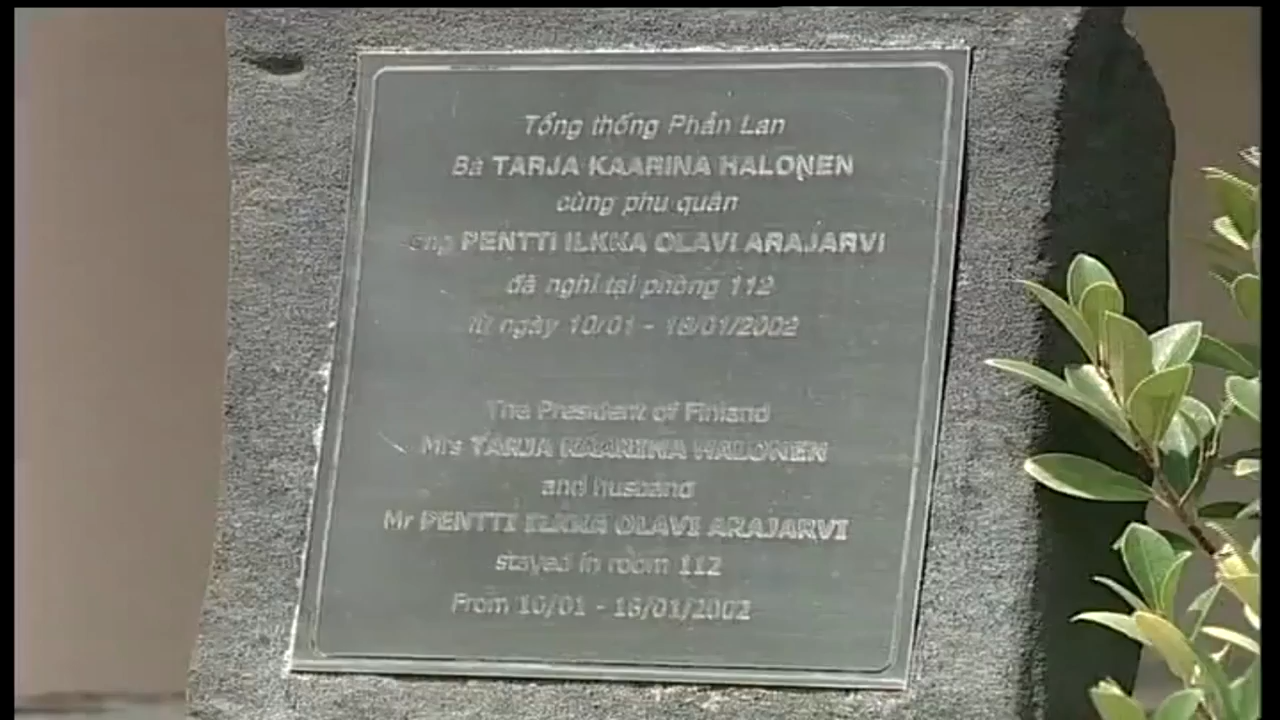 Tổng thống Phần Lan
Bà TARJA KAARINA HALONEN
cùng phu quân
ông PENTTI ILKKA OLAVI ARAJARVI
đã nghỉ tại phòng 112
từ ngày 10/01 - 18/01/2002
The President of Finland
Mrs TARJA KAARINA HALONEN
and husband
Mr PENTTI ILKKA OLAVI ARAJARVI
stayed in room 112
From 10/01 - 18/01/2002